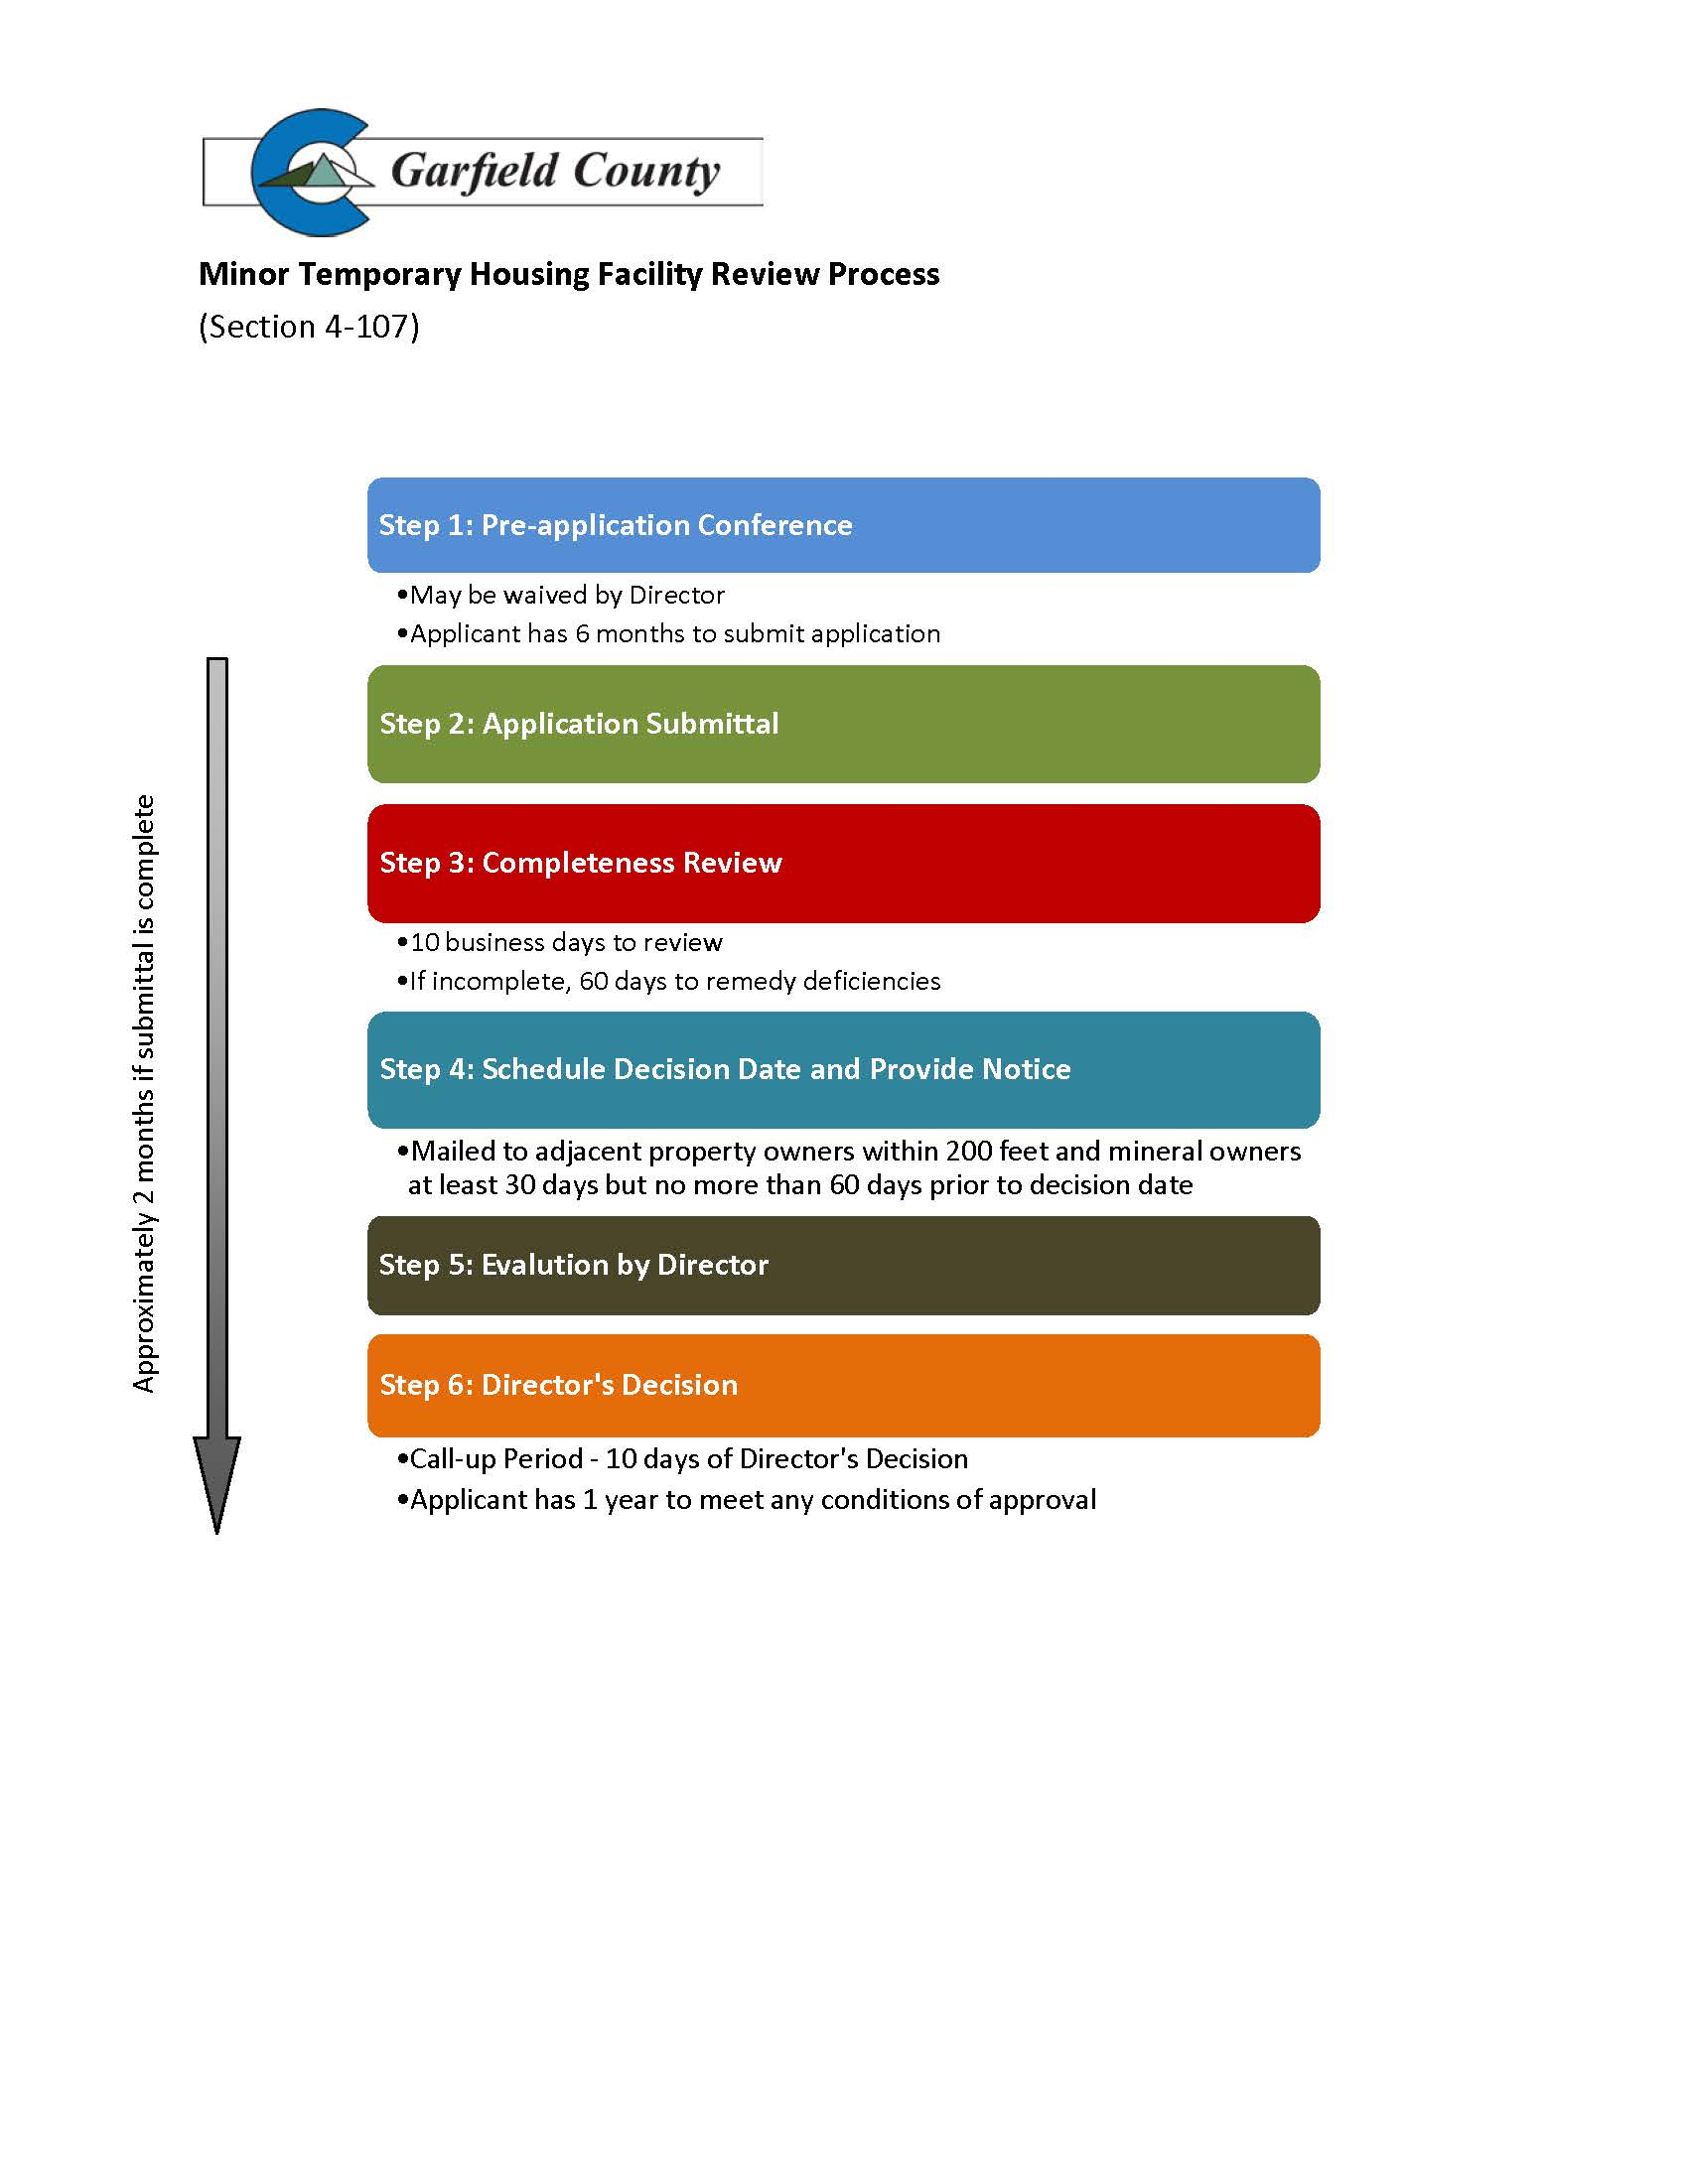 Garfield County
Minor Temporary Housing Facility Review Process
(Section 4-107)
Step 1: Pre-application Conference
•May be waived by Director
•Applicant has 6 months to submit application
Step 2: Application Submittal
Step 3: Completeness Review
•10 business days to review
•If incomplete, 60 days to remedy deficiencies
Step 4: Schedule Decision Date and Provide Notice
•Mailed to adjacent property owners within 200 feet and mineral owners
at least 30 days but no more than 60 days prior to decision date
Step 5: Evalution by Director
Step 6: Director's Decision
•Call-up Period - 10 days of Director's Decision
•Applicant has 1 year to meet any conditions of approval
Approximately 2 months if submittal is complete